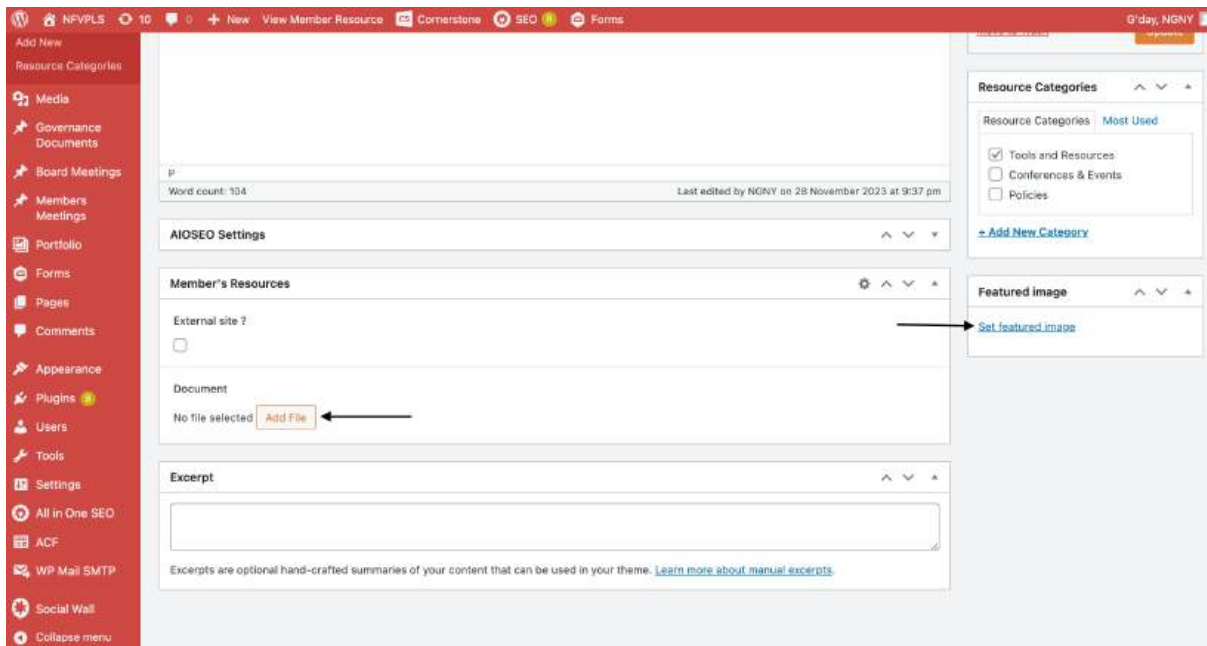 NFVPLS 10 0 + New View Member Resource CS Cornerstone SEO 8 Forms G'day, NGNY
Add New
Resource Categories
Media
Governance
Documents
Board Meetings
Members
Meetings
Portfolio
Forms
Pages
Comments
Appearance
Plugins 8
Users
Tools
Settings
All in One SEO
ACF
WP Mail SMTP
Social Wall
Collapse menu
P
Word count: 104 Last edited by NGNY on 28 November 2023 at 9:37 pm
AIOSEO Settings
Member's Resources
External site ?
Document
No file selected Add File
Excerpt
Excerpts are optional hand-crafted summaries of your content that can be used in your theme. Learn more about manual excerpts.
Update
Resource Categories
Resource Categories Most Used
Tools and Resources
Conferences & Events
Policies
+ Add New Category
Featured image
Set featured image